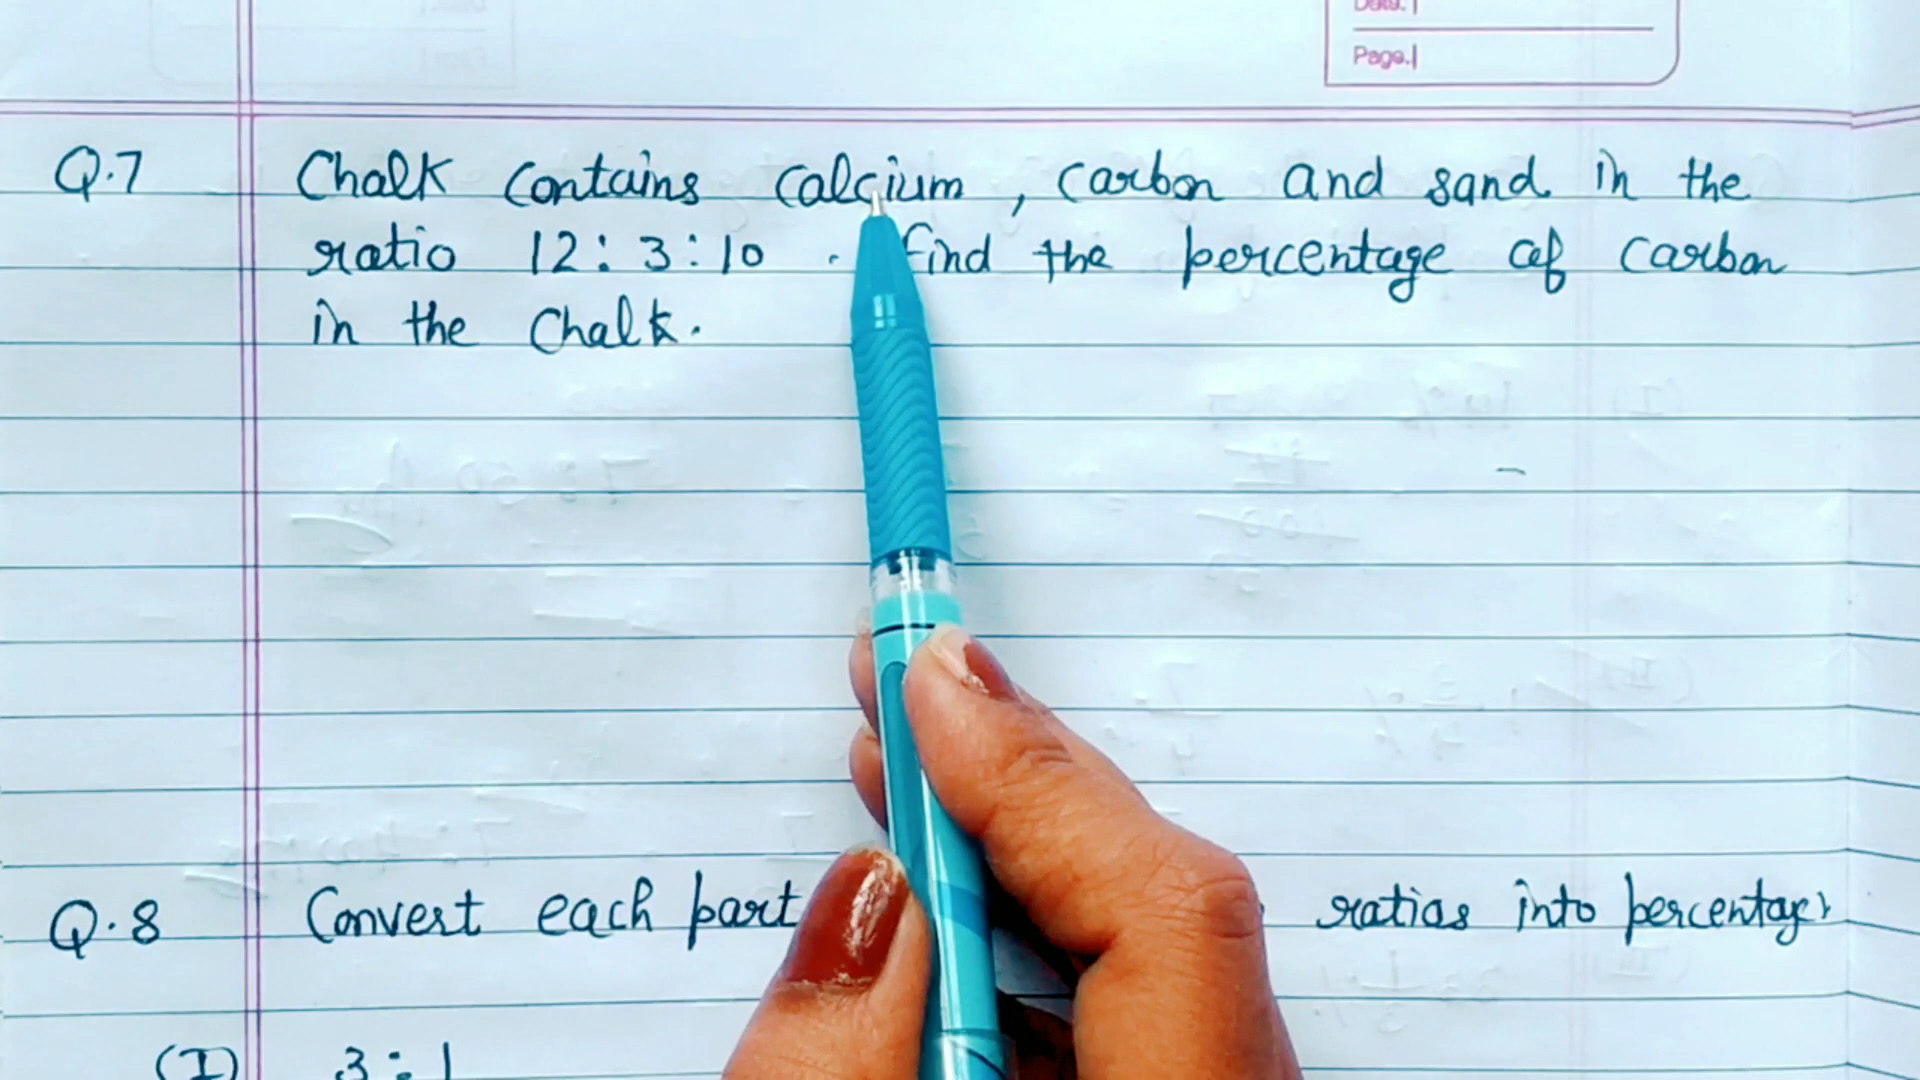 Date.
Page.
Q.7 Chalk contains calcium, carbon and sand in the
ratio 12:3:10. find the percentage of carbon
in the chalk.
Q.8 Convert each part ratios into percentage
(I) 3:1